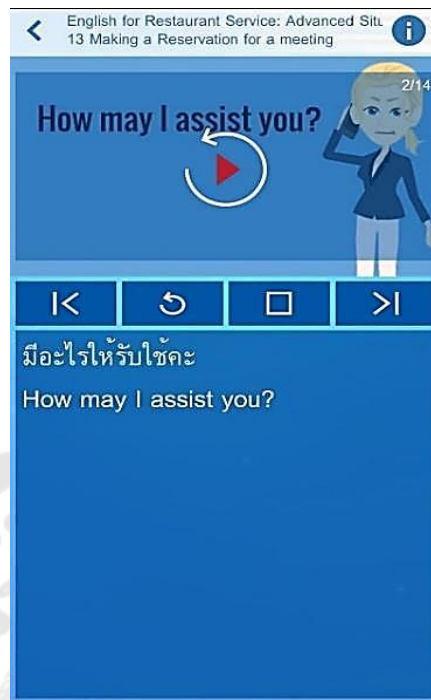 English for Restaurant Service: Advanced Situ
13 Making a Reservation for a meeting
2/14
How may I assist you?
มีอะไรให้รับใช้คะ
How may I assist you?